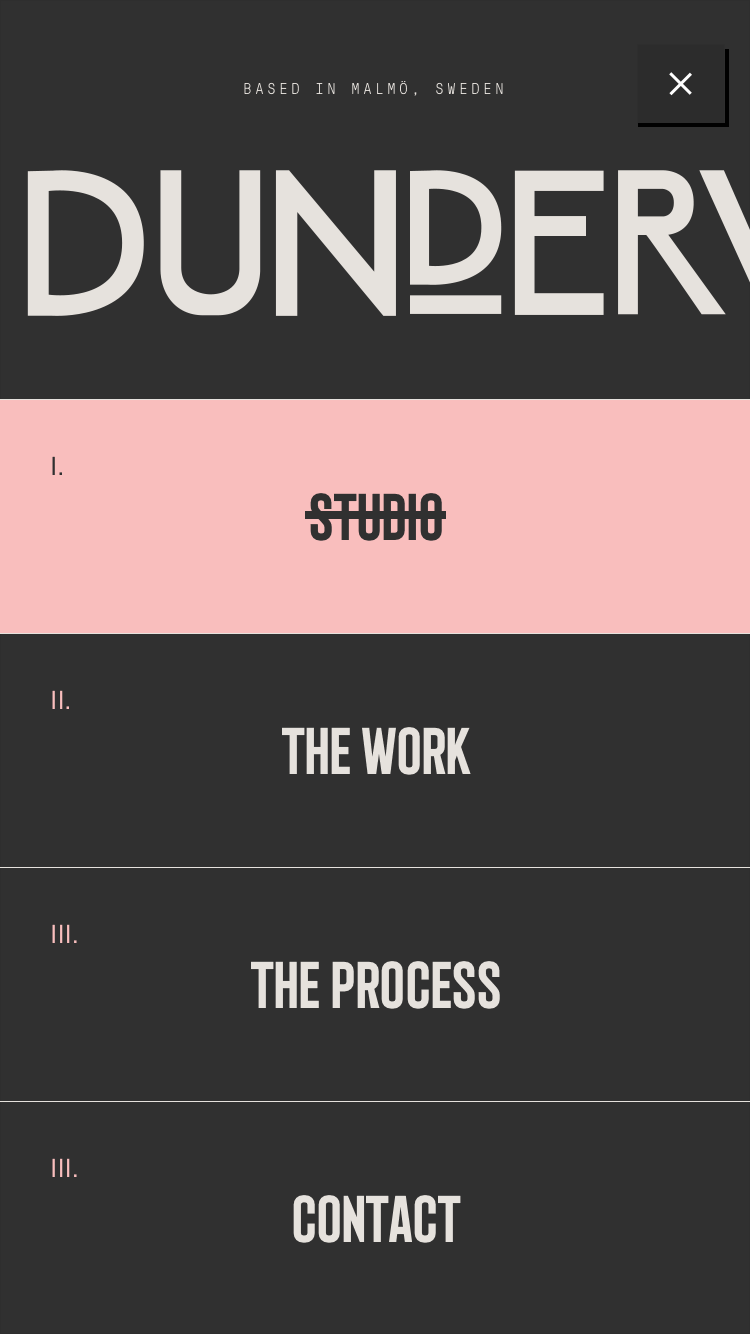 BASED IN MALMÖ, SWEDEN
DUNDERV
I.
STUDIO
II.
THE WORK
III.
THE PROCESS
III.
CONTACT